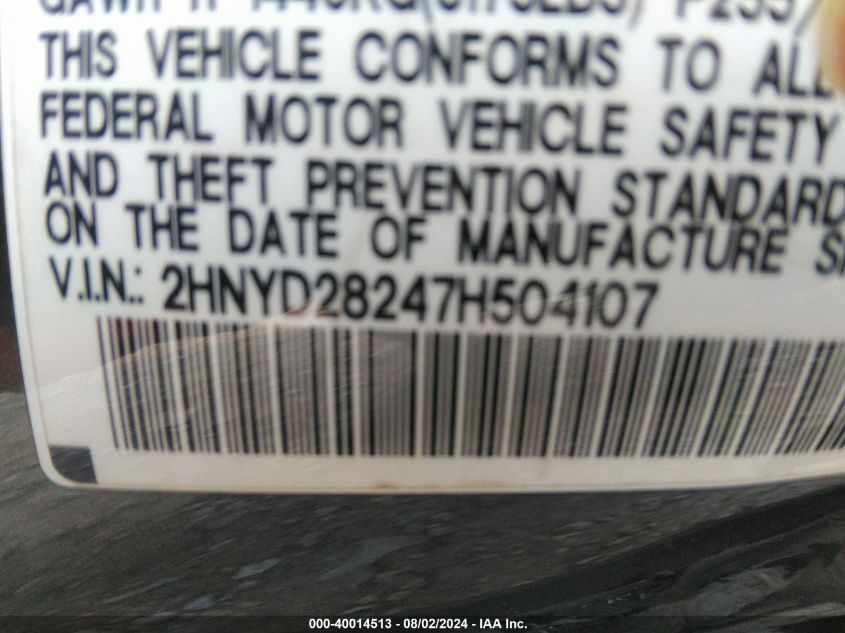 THIS VEHICLE CONFORMS TO ALL
FEDERAL MOTOR VEHICLE SAFETY
AND THEFT PREVENTION STANDARD
ON THE DATE OF MANUFACTURE
V.I.N.: 2HNYD28247H504107
000-40014513 - 08/02/2024 - IAA Inc.